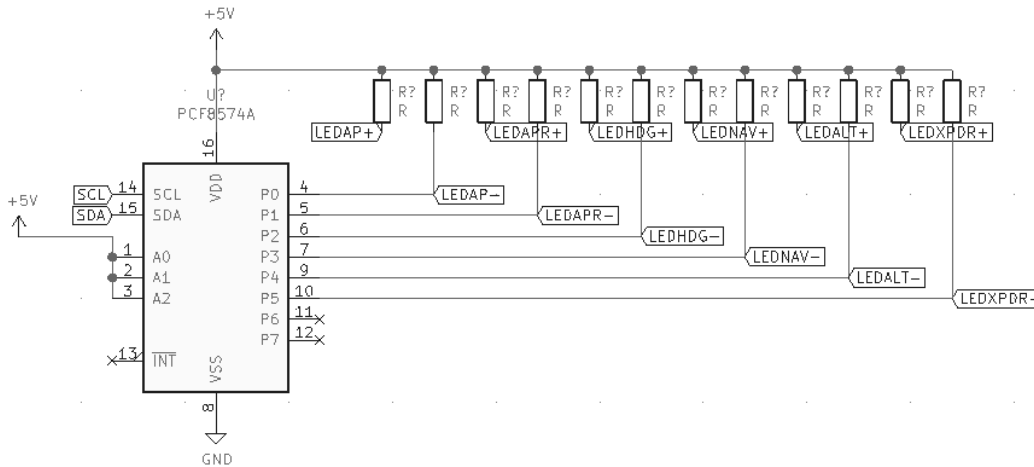 +5V
U?
PCF8574A
R?
R
R?
R
R?
R
R?
R
R?
R
R?
R
R?
R
R?
R
R?
R
R?
R
R?
R
R?
R
LEDAP+
LEDAPR+
LEDHDG+
LEDNAV+
LEDALT+
LEDXPDR+
16
VDD
+5V
SCL 14 SCL
SDA 15 SDA
1 A0
2 A1
3 A2
13 INT
P0 4 LEDAP-
P1 5 LEDAPR-
P2 6 LEDHDG-
P3 7 LEDNAV-
P4 9 LEDALT-
P5 10 LEDXPDR-
P6 11
P7 12
VSS
8
GND